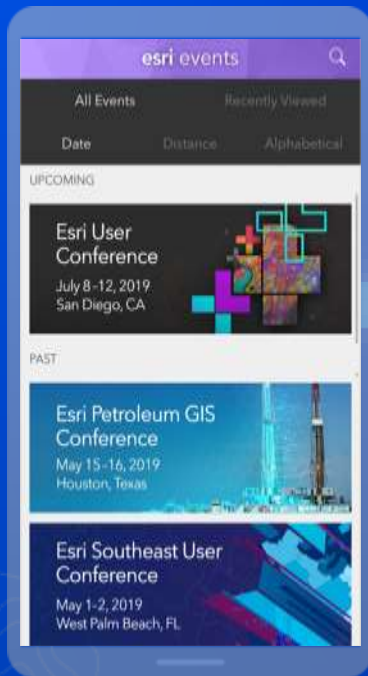 esri events
All Events Recently Viewed
Date Distance Alphabetical
UPCOMING
Esri User
Conference
July 8-12, 2019
San Diego, CA
PAST
Esri Petroleum GIS
Conference
May 15-16, 2019
Houston, Texas
Esri Southeast User
Conference
May 1-2, 2019
West Palm Beach, FL